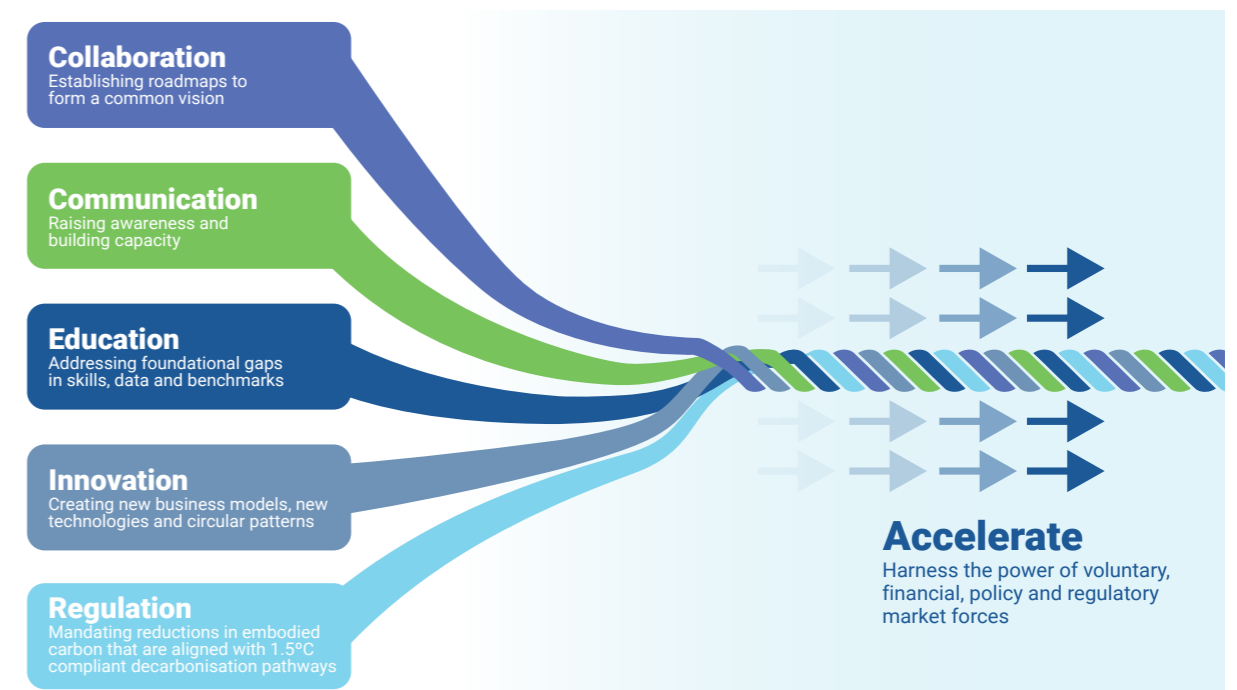 Collaboration
Establishing roadmaps to
form a common vision
Communication
Raising awareness and
building capacity
Education
Addressing foundational gaps
in skills, data and benchmarks
Innovation
Creating new business models, new
technologies and circular patterns
Regulation
Mandating reductions in embodied
carbon that are aligned with 1.5ºC
compliant decarbonisation pathways
Accelerate
Harness the power of voluntary,
financial, policy and regulatory
market forces